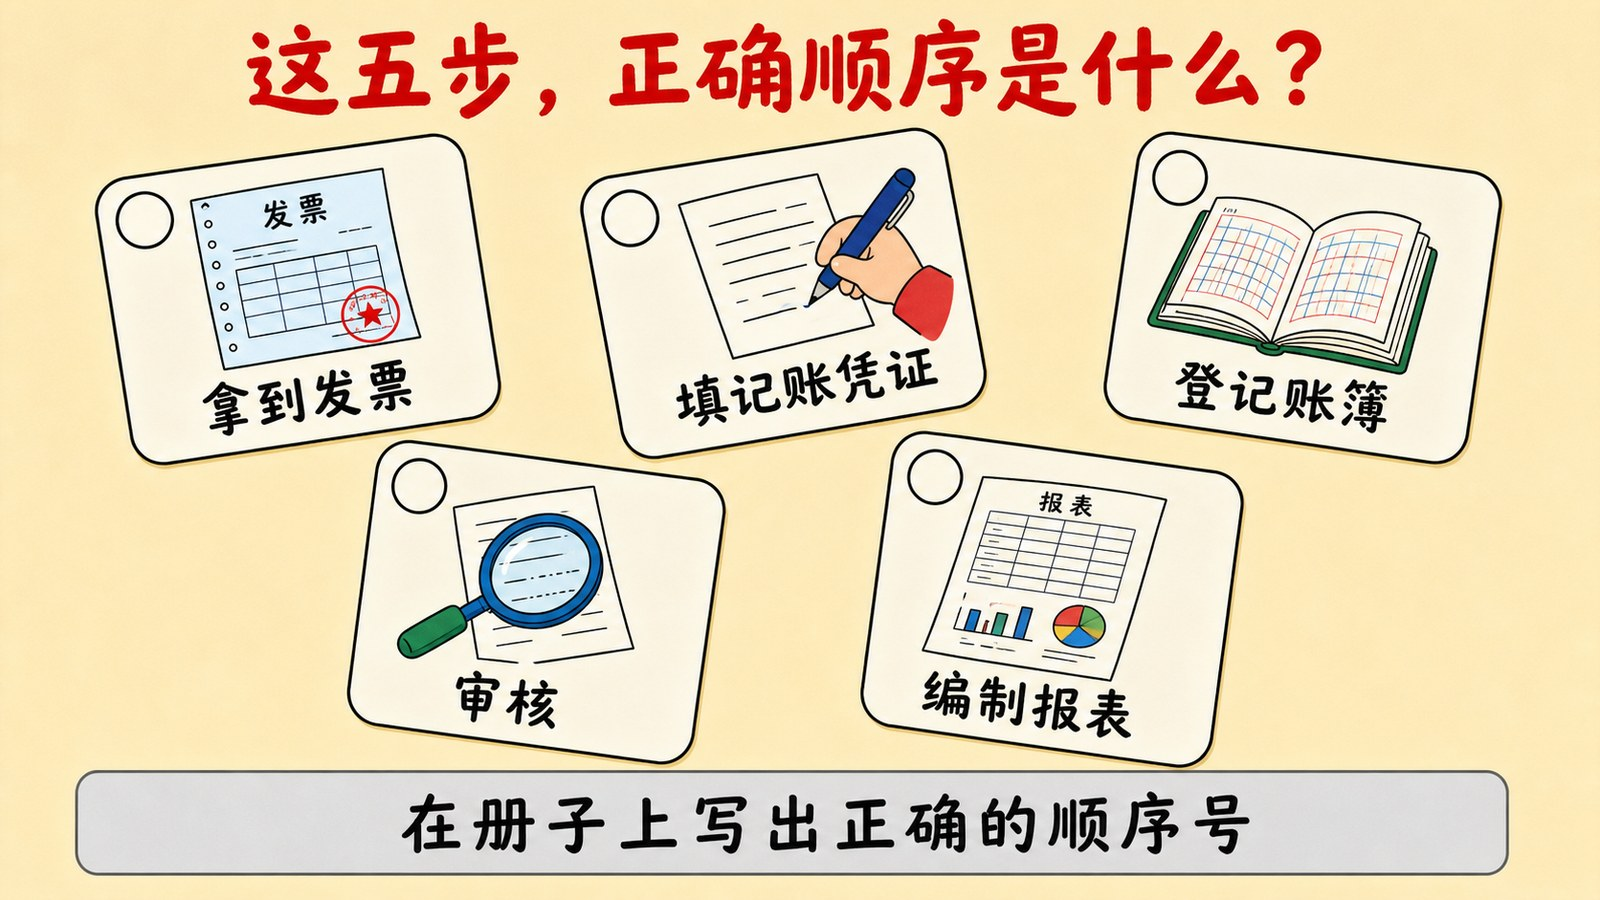 这五步，正确顺序是什么？
发票
拿到发票
填记账凭证
登记账簿
审核
报表
编制报表
在册子上写出正确的顺序号